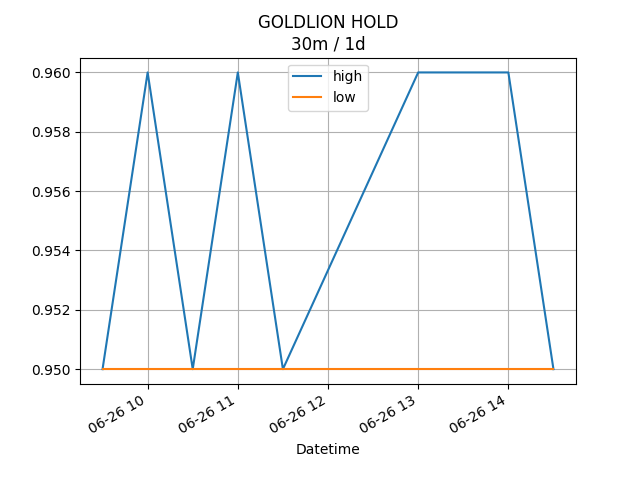 GOLDLION HOLD
30m / 1d
high
low
0.960
0.958
0.956
0.954
0.952
0.950
06-26 10
06-26 11
06-26 12
06-26 13
06-26 14
Datetime